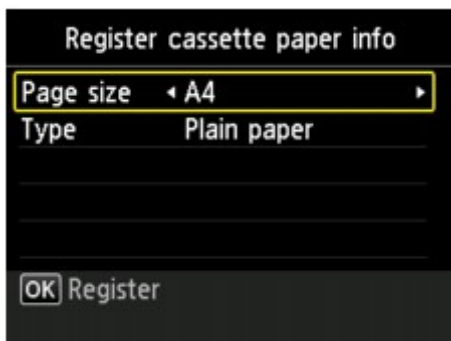 Register cassette paper info
Page size A4
Type Plain paper
OK Register